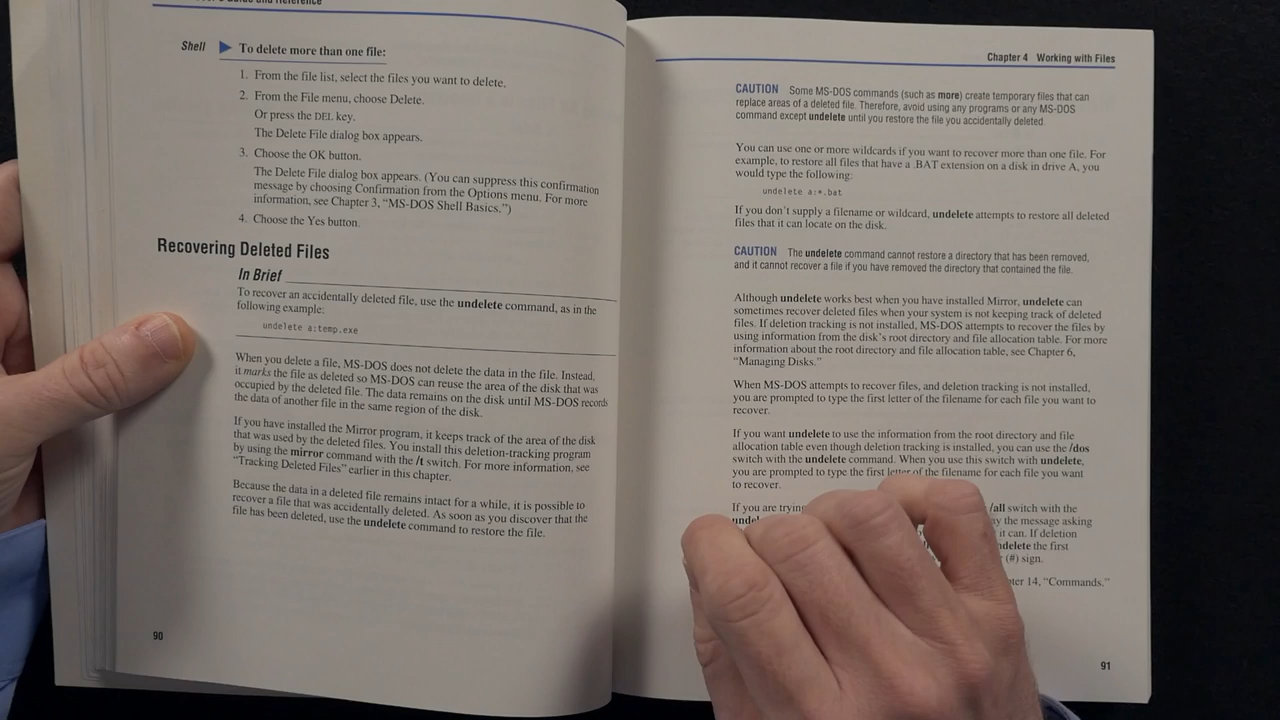 Shell ▶ To delete more than one file:
1. From the file list, select the files you want to delete.
2. From the File menu, choose Delete.
Or press the DEL key.
The Delete File dialog box appears.
3. Choose the OK button.
The Delete File dialog box appears. (You can suppress this confirmation
message by choosing Confirmation from the Options menu. For more
information, see Chapter 3, “MS-DOS Shell Basics.”)
4. Choose the Yes button.
Recovering Deleted Files
In Brief
To recover an accidentally deleted file, use the undelete command, as in the
following example:
undelete a:temp.exe
When you delete a file, MS-DOS does not delete the data in the file. Instead,
it marks the file as deleted so MS-DOS can reuse the area of the disk that was
occupied by the deleted file. The data remains on the disk until MS-DOS records
the data of another file in the same region of the disk.
If you have installed the Mirror program, it keeps track of the area of the disk
that was used by the deleted files. You install this deletion-tracking program
by using the mirror command with the /t switch. For more information, see
“Tracking Deleted Files” earlier in this chapter.
Because the data in a deleted file remains intact for a while, it is possible to
recover a file that was accidentally deleted. As soon as you discover that the
file has been deleted, use the undelete command to restore the file.
90
Chapter 4 Working with Files
CAUTION Some MS-DOS commands (such as more) create temporary files that can
replace areas of a deleted file. Therefore, avoid using any programs or any MS-DOS
command except undelete until you restore the file you accidentally deleted.
You can use one or more wildcards if you want to recover more than one file. For
example, to restore all files that have a .BAT extension on a disk in drive A, you
would type the following:
undelete a:*.bat
If you don’t supply a filename or wildcard, undelete attempts to restore all deleted
files that it can locate on the disk.
CAUTION The undelete command cannot restore a directory that has been removed,
and it cannot recover a file if you have removed the directory that contained the file.
Although undelete works best when you have installed Mirror, undelete can
sometimes recover deleted files when your system is not keeping track of deleted
files. If deletion tracking is not installed, MS-DOS attempts to recover the files by
using information from the disk’s root directory and file allocation table. For more
information about the root directory and file allocation table, see Chapter 6,
“Managing Disks.”
When MS-DOS attempts to recover files, and deletion tracking is not installed,
you are prompted to type the first letter of the filename for each file you want to
recover.
If you want undelete to use the information from the root directory and file
allocation table even though deletion tracking is installed, you can use the /dos
switch with the undelete command. When you use this switch with undelete,
you are prompted to type the first letter of the filename for each file you want
to recover.
If you are trying /all switch with the
the message asking
it can. If deletion
the first
(#) sign.
14, “Commands.”
91